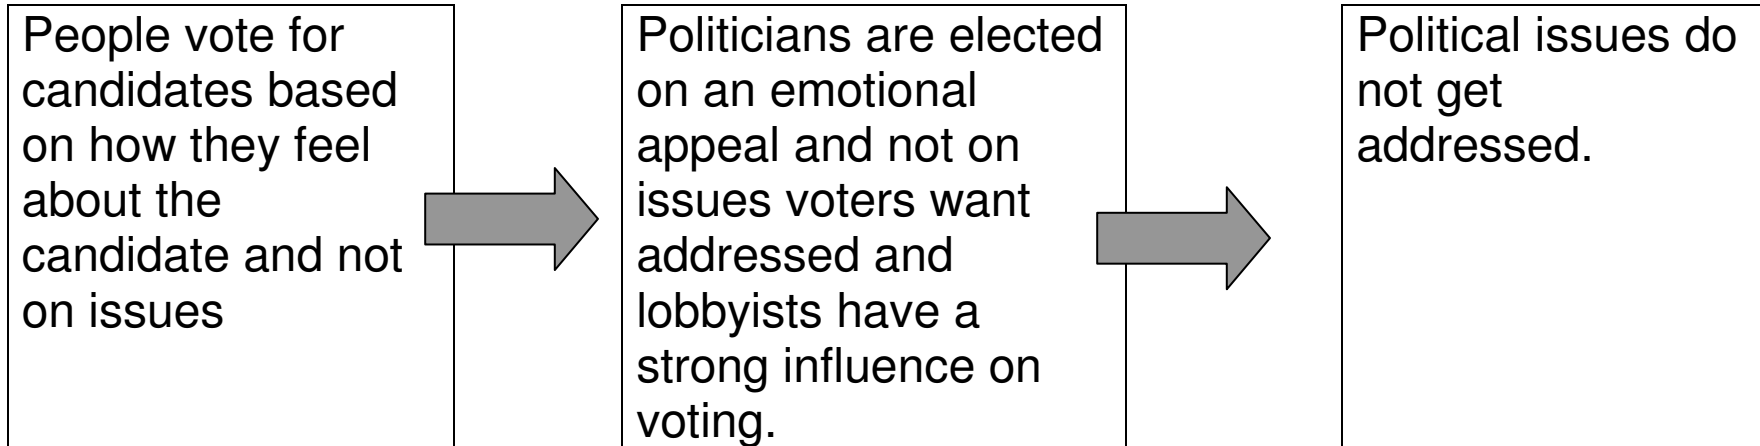 People vote for
candidates based
on how they feel
about the
candidate and not
on issues
Politicians are elected
on an emotional
appeal and not on
issues voters want
addressed and
lobbyists have a
strong influence on
voting.
Political issues do
not get
addressed.